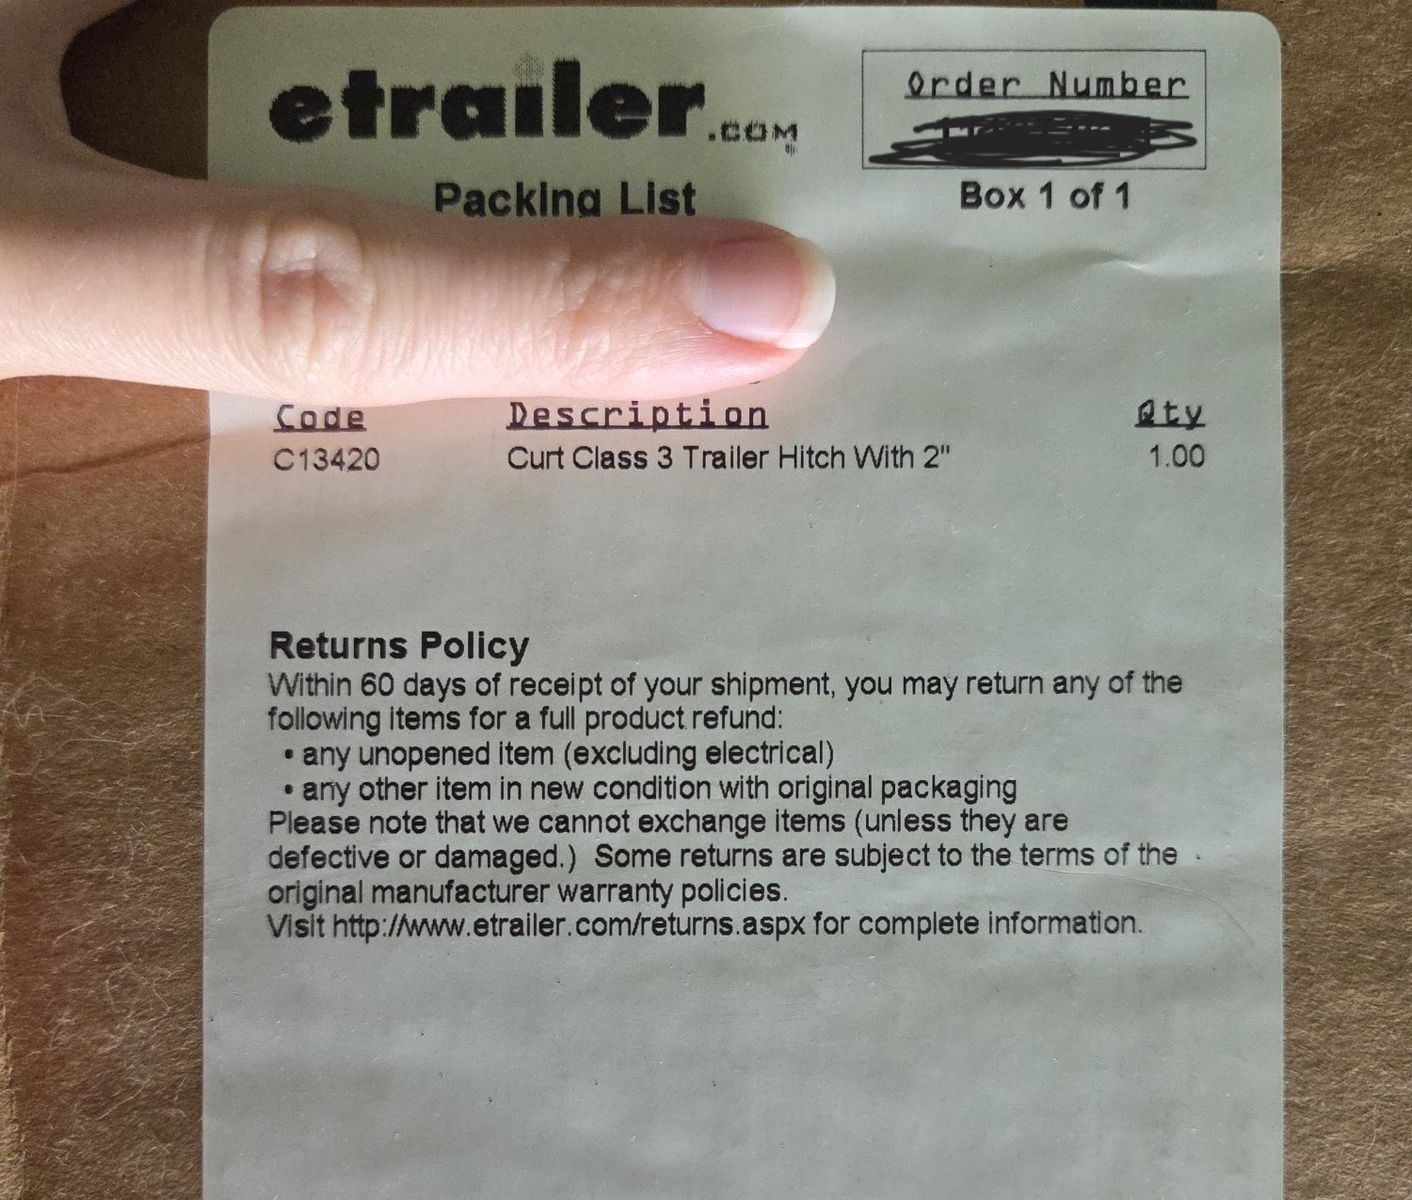 etrailer.com
Order Number
Packing List
Box 1 of 1
Code Description Qty
C13420 Curt Class 3 Trailer Hitch With 2" 1.00
Returns Policy
Within 60 days of receipt of your shipment, you may return any of the
following items for a full product refund:
• any unopened item (excluding electrical)
• any other item in new condition with original packaging
Please note that we cannot exchange items (unless they are
defective or damaged.) Some returns are subject to the terms of the
original manufacturer warranty policies.
Visit http://www.etrailer.com/returns.aspx for complete information.